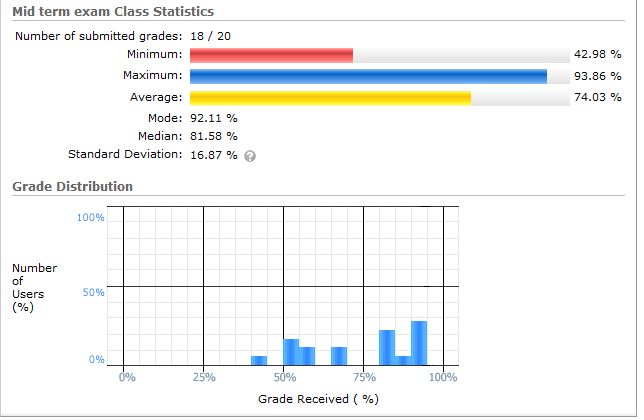 Mid term exam Class Statistics
Number of submitted grades: 18 / 20
Minimum: 42.98 %
Maximum: 93.86 %
Average: 74.03 %
Mode: 92.11 %
Median: 81.58 %
Standard Deviation: 16.87 % ?
Grade Distribution
100%
Number
of
Users
(%)
50%
0%
0% 25% 50% 75% 100%
Grade Received ( %)